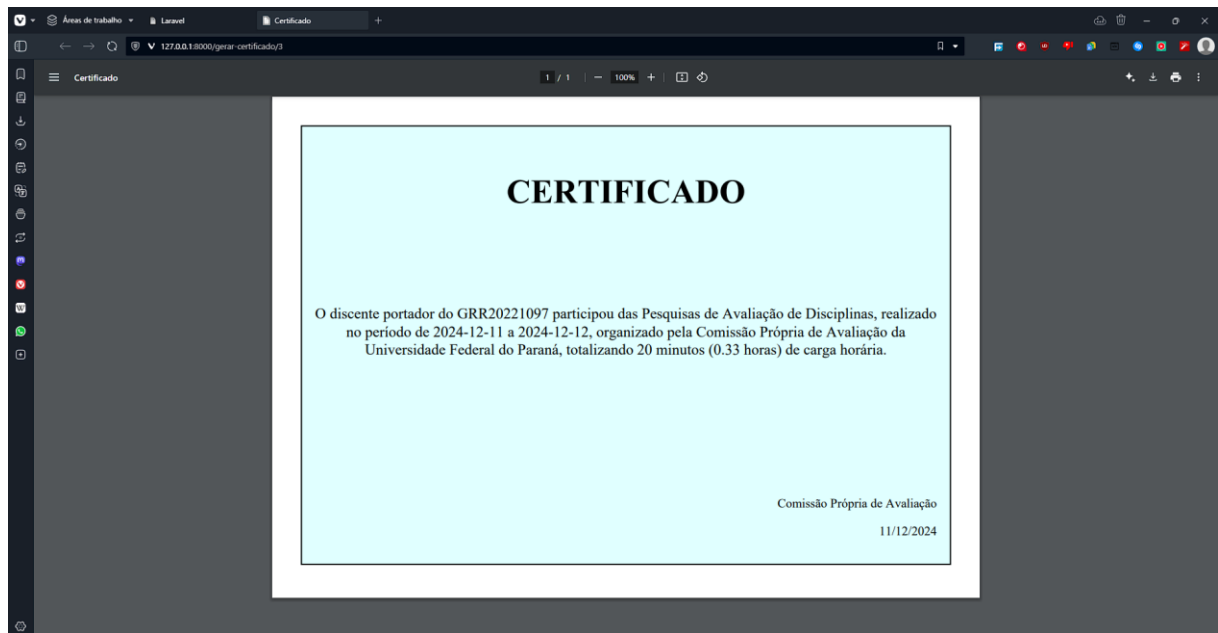 Áreas de trabalho
Laravel
Certificado
127.0.0.1:8000/gerar-certificado/3
Certificado
1 / 1
100%
CERTIFICADO
O discente portador do GRR20221097 participou das Pesquisas de Avaliação de Disciplinas, realizado
no período de 2024-12-11 a 2024-12-12, organizado pela Comissão Própria de Avaliação da
Universidade Federal do Paraná, totalizando 20 minutos (0.33 horas) de carga horária.
Comissão Própria de Avaliação
11/12/2024